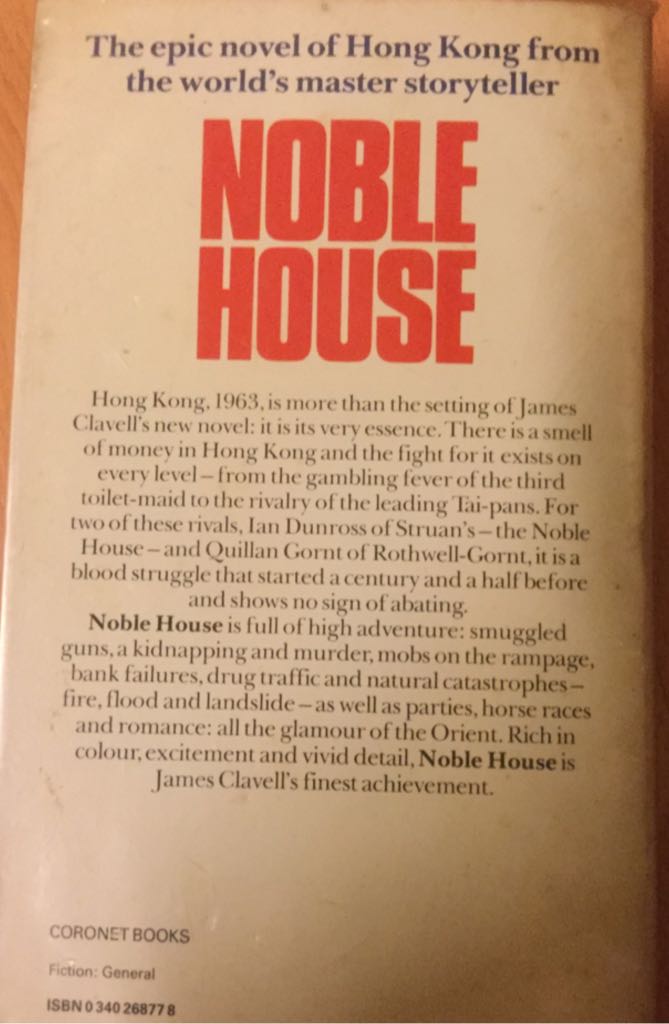 The epic novel of Hong Kong from
the world's master storyteller
NOBLE
HOUSE
Hong Kong, 1963, is more than the setting of James
Clavell's new novel: it is its very essence. There is a smell
of money in Hong Kong and the fight for it exists on
every level – from the gambling fever of the third
toilet-maid to the rivalry of the leading Tai-pans. For
two of these rivals, Ian Dunross of Struan's – the Noble
House – and Quillan Gornt of Rothwell-Gornt, it is a
blood struggle that started a century and a half before
and shows no sign of abating.
Noble House is full of high adventure: smuggled
guns, a kidnapping and murder, mobs on the rampage,
bank failures, drug traffic and natural catastrophes –
fire, flood and landslide – as well as parties, horse races
and romance: all the glamour of the Orient. Rich in
colour, excitement and vivid detail, Noble House is
James Clavell's finest achievement.
CORONET BOOKS
Fiction: General
ISBN 0 340 26877 8